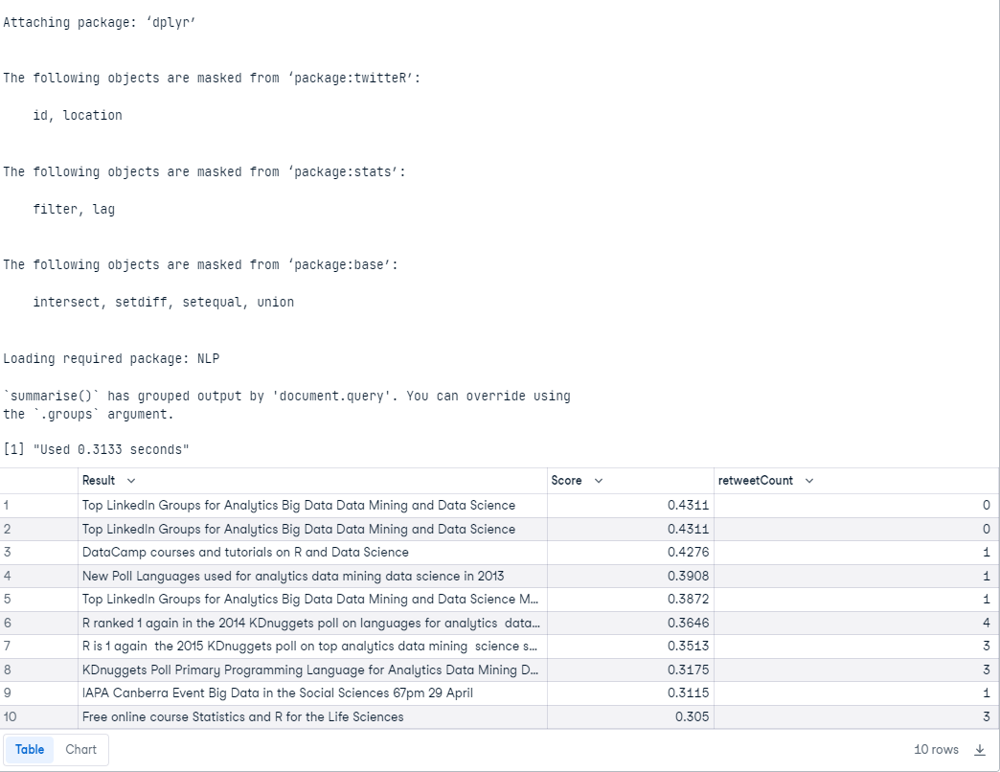 Attaching package: ‘dplyr’
The following objects are masked from ‘package:twitteR’:
id, location
The following objects are masked from ‘package:stats’:
filter, lag
The following objects are masked from ‘package:base’:
intersect, setdiff, setequal, union
Loading required package: NLP
`summarise()` has grouped output by 'document.query'. You can override using
the `.groups` argument.
[1] "Used 0.3133 seconds"
Result Score retweetCount
1 Top LinkedIn Groups for Analytics Big Data Data Mining and Data Science 0.4311 0
2 Top LinkedIn Groups for Analytics Big Data Data Mining and Data Science 0.4311 0
3 DataCamp courses and tutorials on R and Data Science 0.4276 1
4 New Poll Languages used for analytics data mining data science in 2013 0.3908 1
5 Top LinkedIn Groups for Analytics Big Data Data Mining and Data Science M... 0.3872 1
6 R ranked 1 again in the 2014 KDnuggets poll on languages for analytics  data... 0.3646 4
7 R is 1 again  the 2015 KDnuggets poll on top analytics data mining  science s... 0.3513 3
8 KDnuggets Poll Primary Programming Language for Analytics Data Mining D... 0.3175 3
9 IAPA Canberra Event Big Data in the Social Sciences 67pm 29 April 0.3115 1
10 Free online course Statistics and R for the Life Sciences 0.305 3
Table Chart 10 rows